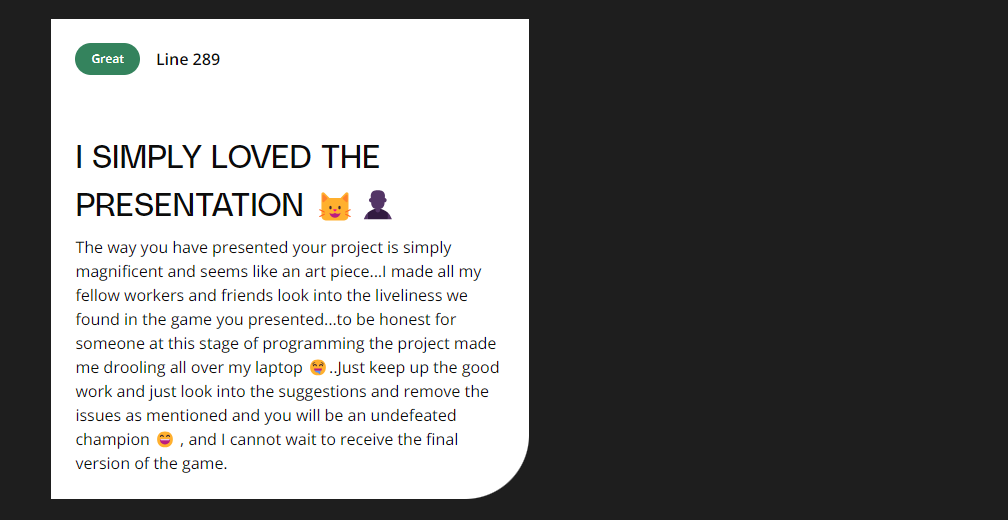 Great Line 289
I SIMPLY LOVED THE
PRESENTATION 😺 👤
The way you have presented your project is simply
magnificent and seems like an art piece...I made all my
fellow workers and friends look into the liveliness we
found in the game you presented...to be honest for
someone at this stage of programming the project made
me drooling all over my laptop 😄..Just keep up the good
work and just look into the suggestions and remove the
issues as mentioned and you will be an undefeated
champion 😄 , and I cannot wait to receive the final
version of the game.